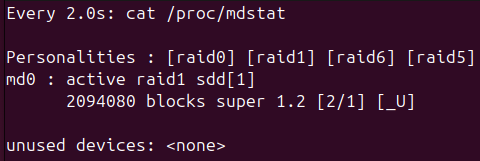 Every 2.0s: cat /proc/mdstat
Personalities : [raid0] [raid1] [raid6] [raid5]
md0 : active raid1 sdd[1]
2094080 blocks super 1.2 [2/1] [_U]
unused devices: <none>